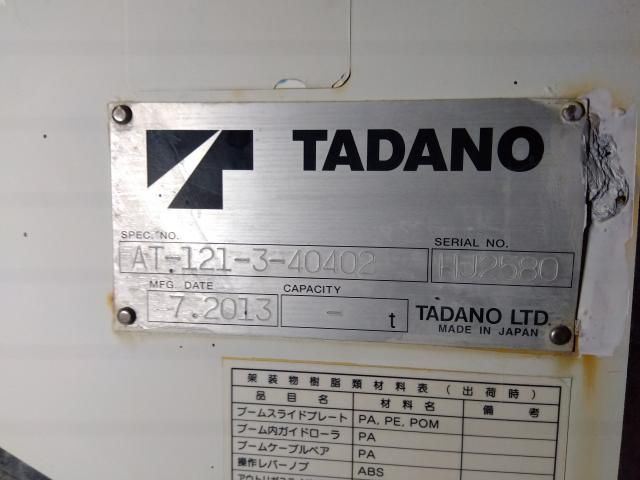 TADANO
SPEC. NO.
AT-121-3-40402
SERIAL NO.
HJ2580
MFG. DATE
7.2013
CAPACITY
- t
TADANO LTD.
MADE IN JAPAN
架装物樹脂類材料表(出荷時)
品目名 材料名 備考
ブームスライドプレート PA, PE, POM
ブーム内ガイドローラ PA
ブームケーブルベア PA
操作レバーノブ ABS